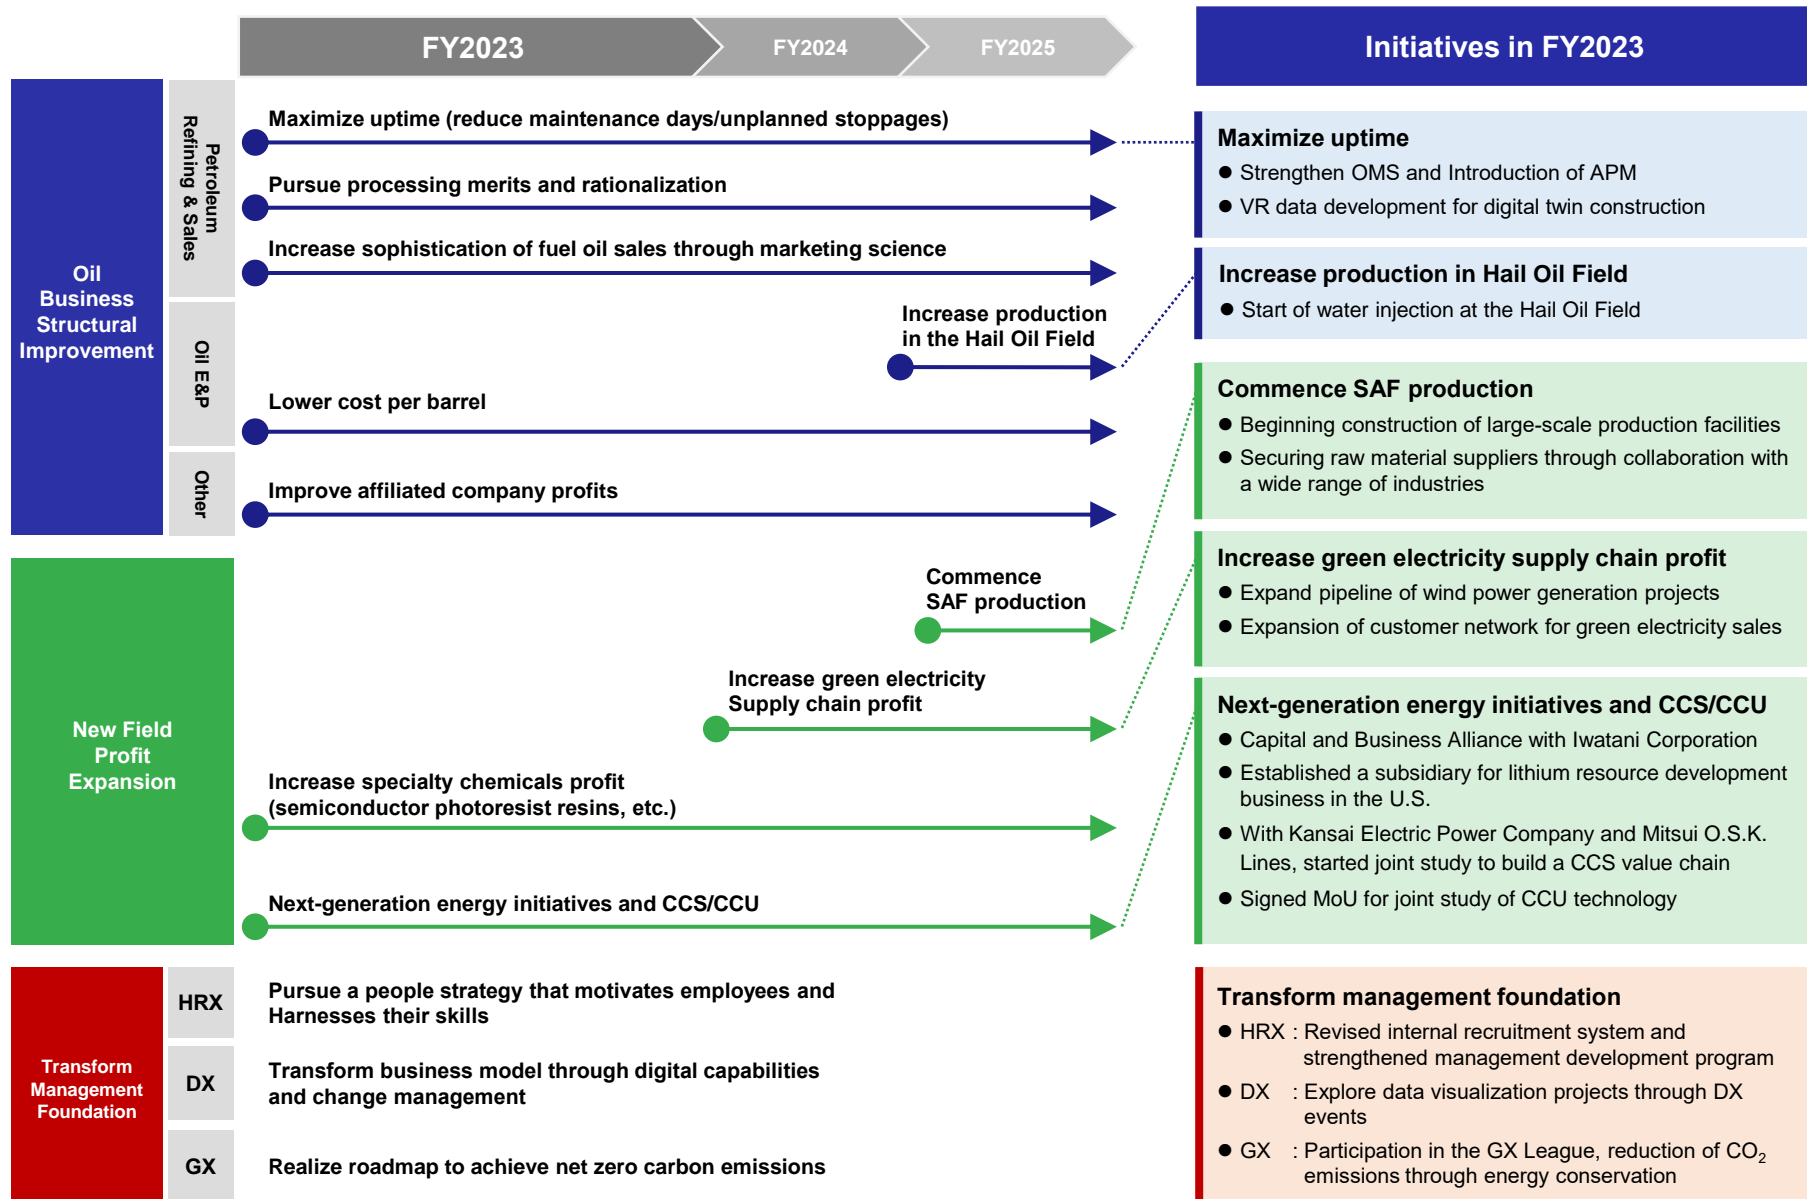 FY2023
FY2024
FY2025
Initiatives in FY2023
Oil
Business
Structural
Improvement
Petroleum
Refining & Sales
Maximize uptime (reduce maintenance days/unplanned stoppages)
Pursue processing merits and rationalization
Increase sophistication of fuel oil sales through marketing science
Oil E&P
Increase production
in the Hail Oil Field
Lower cost per barrel
Other
Improve affiliated company profits
New Field
Profit
Expansion
Commence
SAF production
Increase green electricity
Supply chain profit
Increase specialty chemicals profit
(semiconductor photoresist resins, etc.)
Next-generation energy initiatives and CCS/CCU
Transform
Management
Foundation
HRX
Pursue a people strategy that motivates employees and
Harnesses their skills
DX
Transform business model through digital capabilities
and change management
GX
Realize roadmap to achieve net zero carbon emissions
Maximize uptime
● Strengthen OMS and Introduction of APM
● VR data development for digital twin construction
Increase production in Hail Oil Field
● Start of water injection at the Hail Oil Field
Commence SAF production
● Beginning construction of large-scale production facilities
● Securing raw material suppliers through collaboration with
a wide range of industries
Increase green electricity supply chain profit
● Expand pipeline of wind power generation projects
● Expansion of customer network for green electricity sales
Next-generation energy initiatives and CCS/CCU
● Capital and Business Alliance with Iwatani Corporation
● Established a subsidiary for lithium resource development
business in the U.S.
● With Kansai Electric Power Company and Mitsui O.S.K.
Lines, started joint study to build a CCS value chain
● Signed MoU for joint study of CCU technology
Transform management foundation
● HRX : Revised internal recruitment system and
strengthened management development program
● DX : Explore data visualization projects through DX
events
● GX : Participation in the GX League, reduction of CO₂
emissions through energy conservation